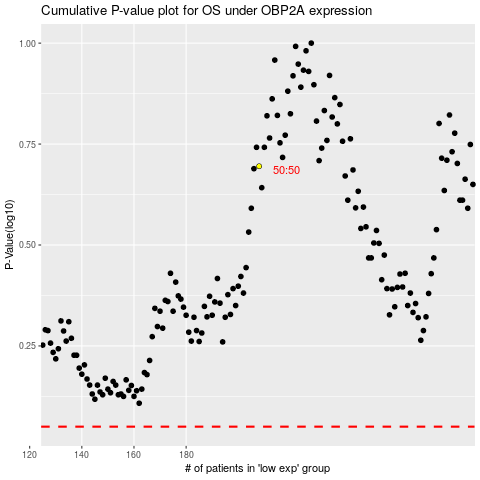 Cumulative P-value plot for OS under OBP2A expression
P-Value(log10)
1.00
0.75
0.50
0.25
50:50
120 140 160 180
# of patients in 'low exp' group